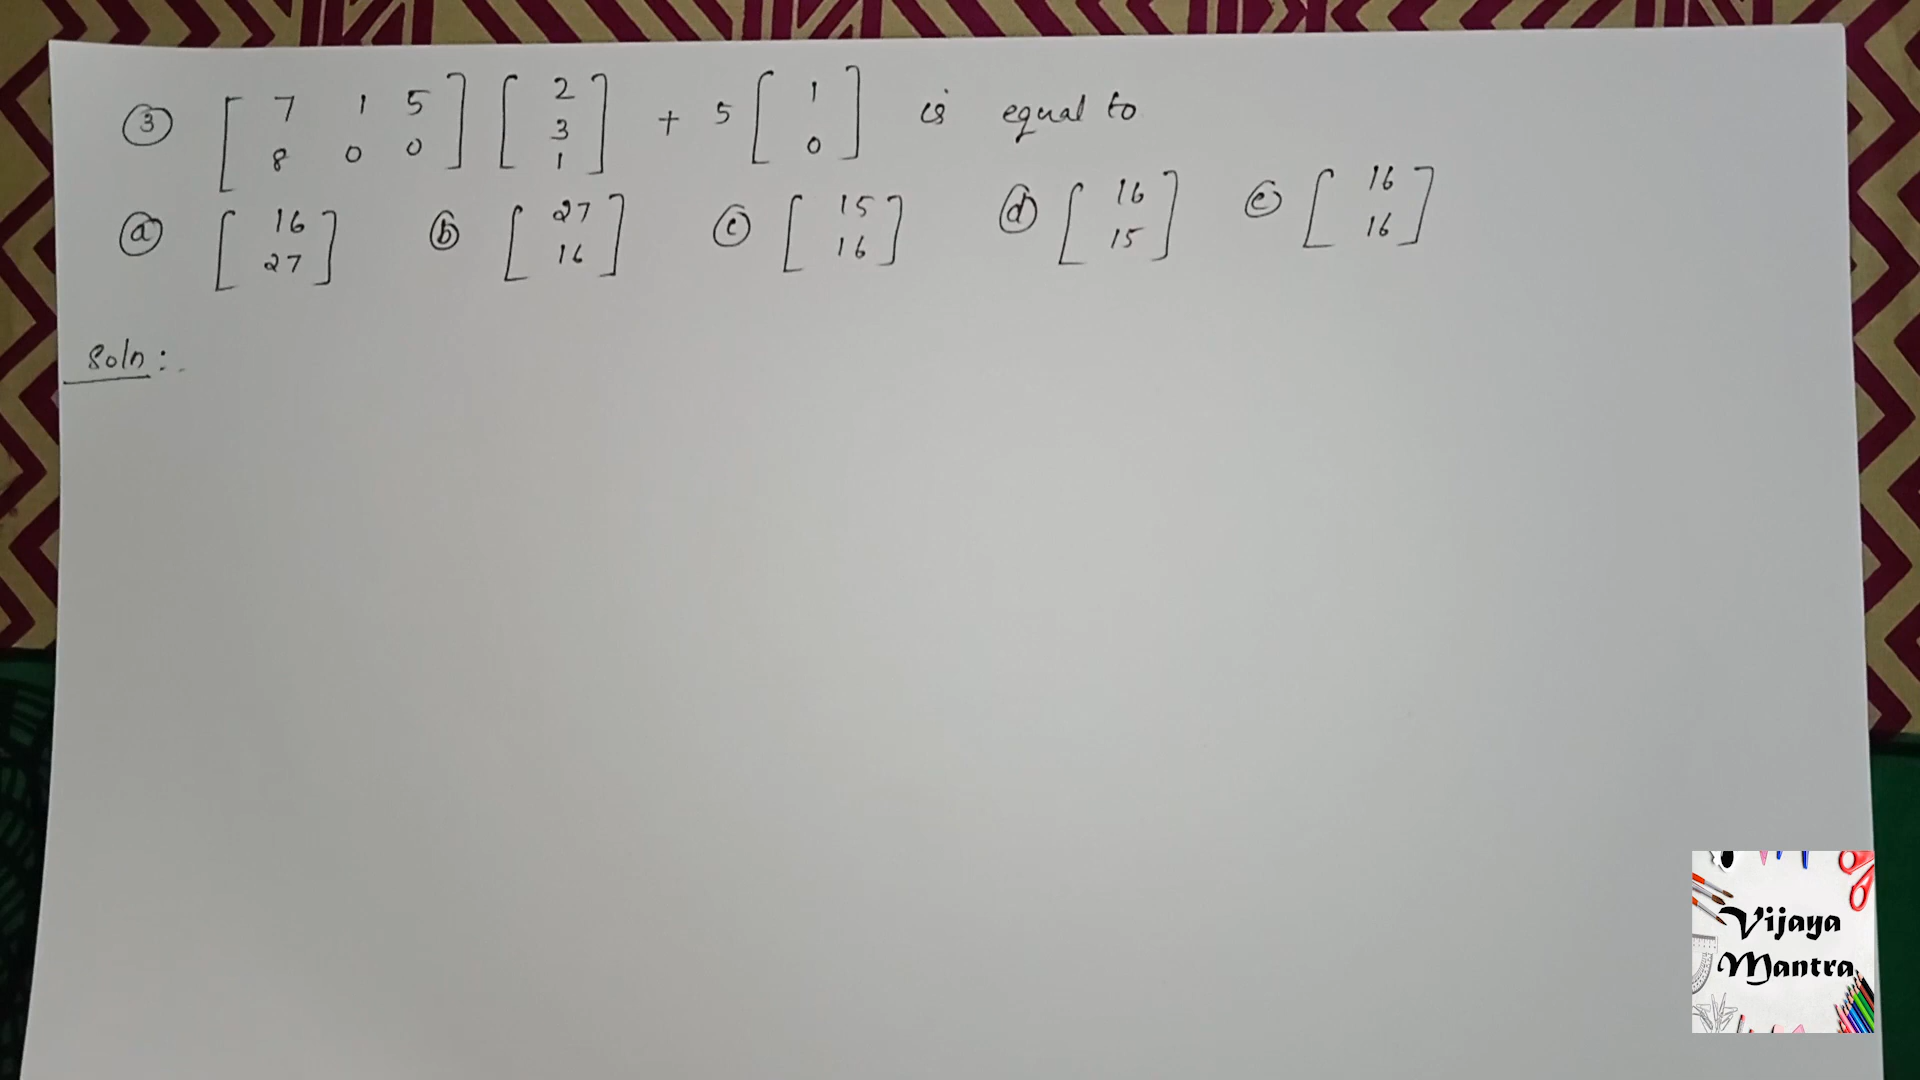 ③ [ 7 1 5 8 0 0 ] [ 2 3 1 ] + 5 [ 1 0 ] is equal to
ⓐ [ 16 27 ] ⓑ [ 27 16 ] ⓒ [ 15 16 ] ⓓ [ 16 15 ] ⓔ [ 16 16 ]
Soln:
Vijaya
Mantra